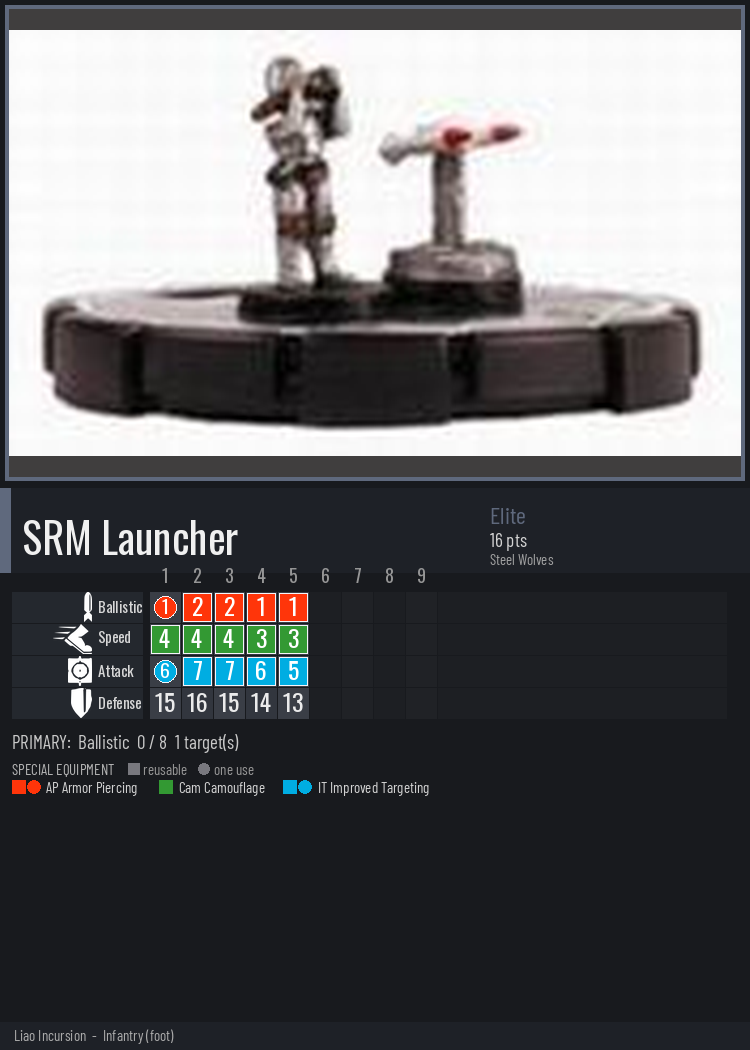 SRM Launcher
Elite
16 pts
Steel Wolves
1 2 3 4 5 6 7 8 9
Ballistic 1 2 2 1 1
Speed 4 4 4 3 3
Attack 6 7 7 6 5
Defense 15 16 15 14 13
PRIMARY: Ballistic 0 / 8 1 target(s)
SPECIAL EQUIPMENT reusable one use
AP Armor Piercing Cam Camouflage IT Improved Targeting
Liao Incursion - Infantry (foot)